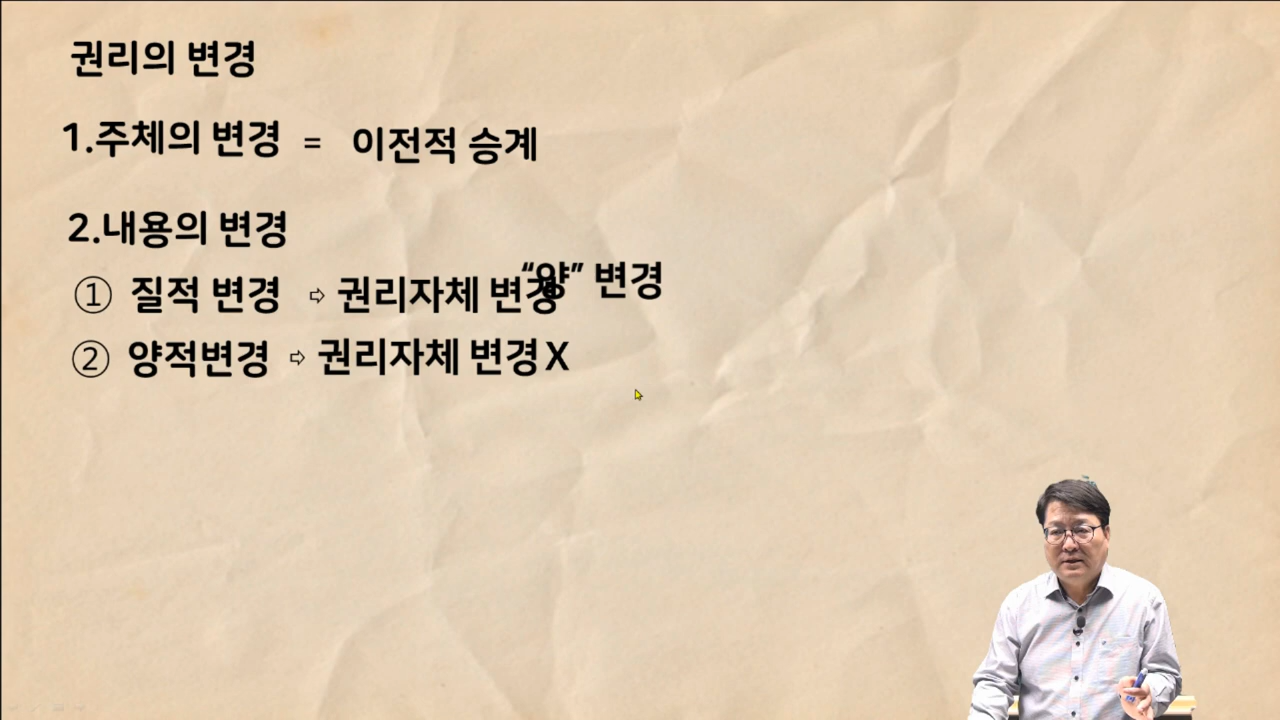 권리의 변경
1.주체의 변경 = 이전적 승계
2.내용의 변경
① 질적 변경 ⇨ 권리자체 변경
“양” 변경
② 양적변경 ⇨ 권리자체 변경X